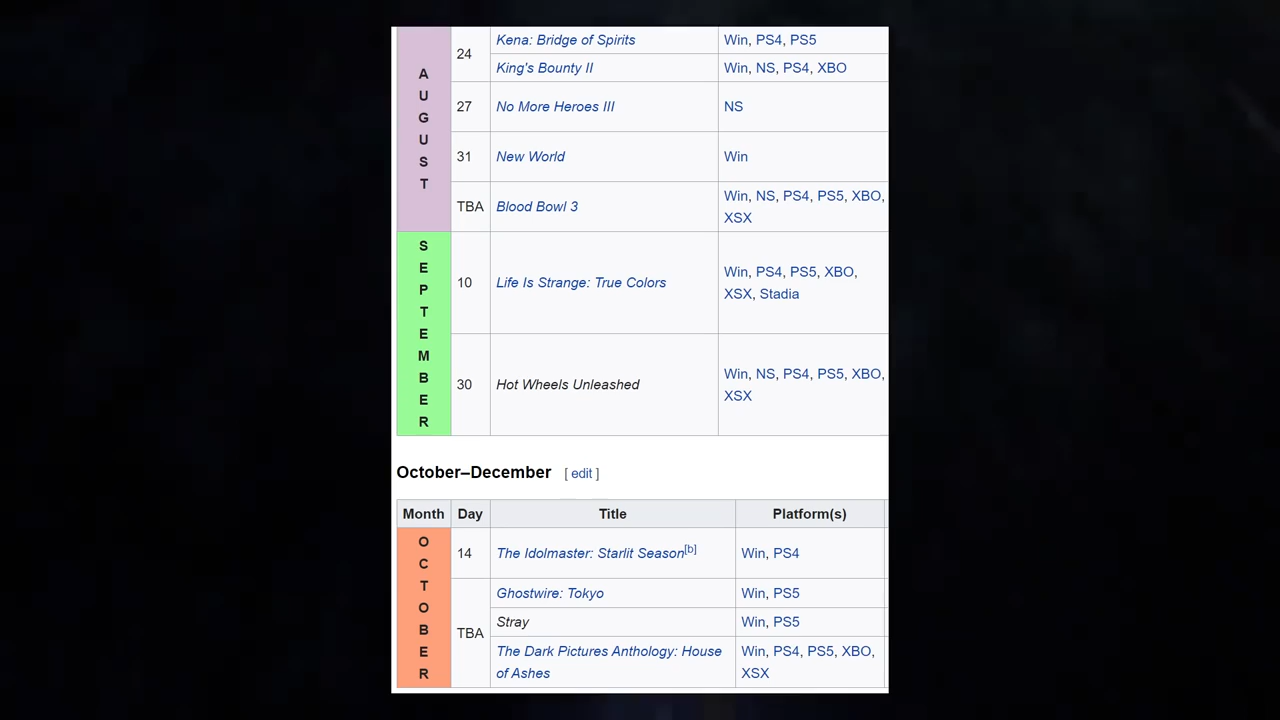 AUGUST
24
Kena: Bridge of Spirits
Win, PS4, PS5
King's Bounty II
Win, NS, PS4, XBO
27
No More Heroes III
NS
31
New World
Win
TBA
Blood Bowl 3
Win, NS, PS4, PS5, XBO,
XSX
SEPTEMBER
10
Life Is Strange: True Colors
Win, PS4, PS5, XBO,
XSX, Stadia
30
Hot Wheels Unleashed
Win, NS, PS4, PS5, XBO,
XSX
October–December [ edit ]
Month Day Title Platform(s)
OCTOBER
14
The Idolmaster: Starlit Season[b]
Win, PS4
TBA
Ghostwire: Tokyo
Win, PS5
Stray
Win, PS5
The Dark Pictures Anthology: House
of Ashes
Win, PS4, PS5, XBO,
XSX